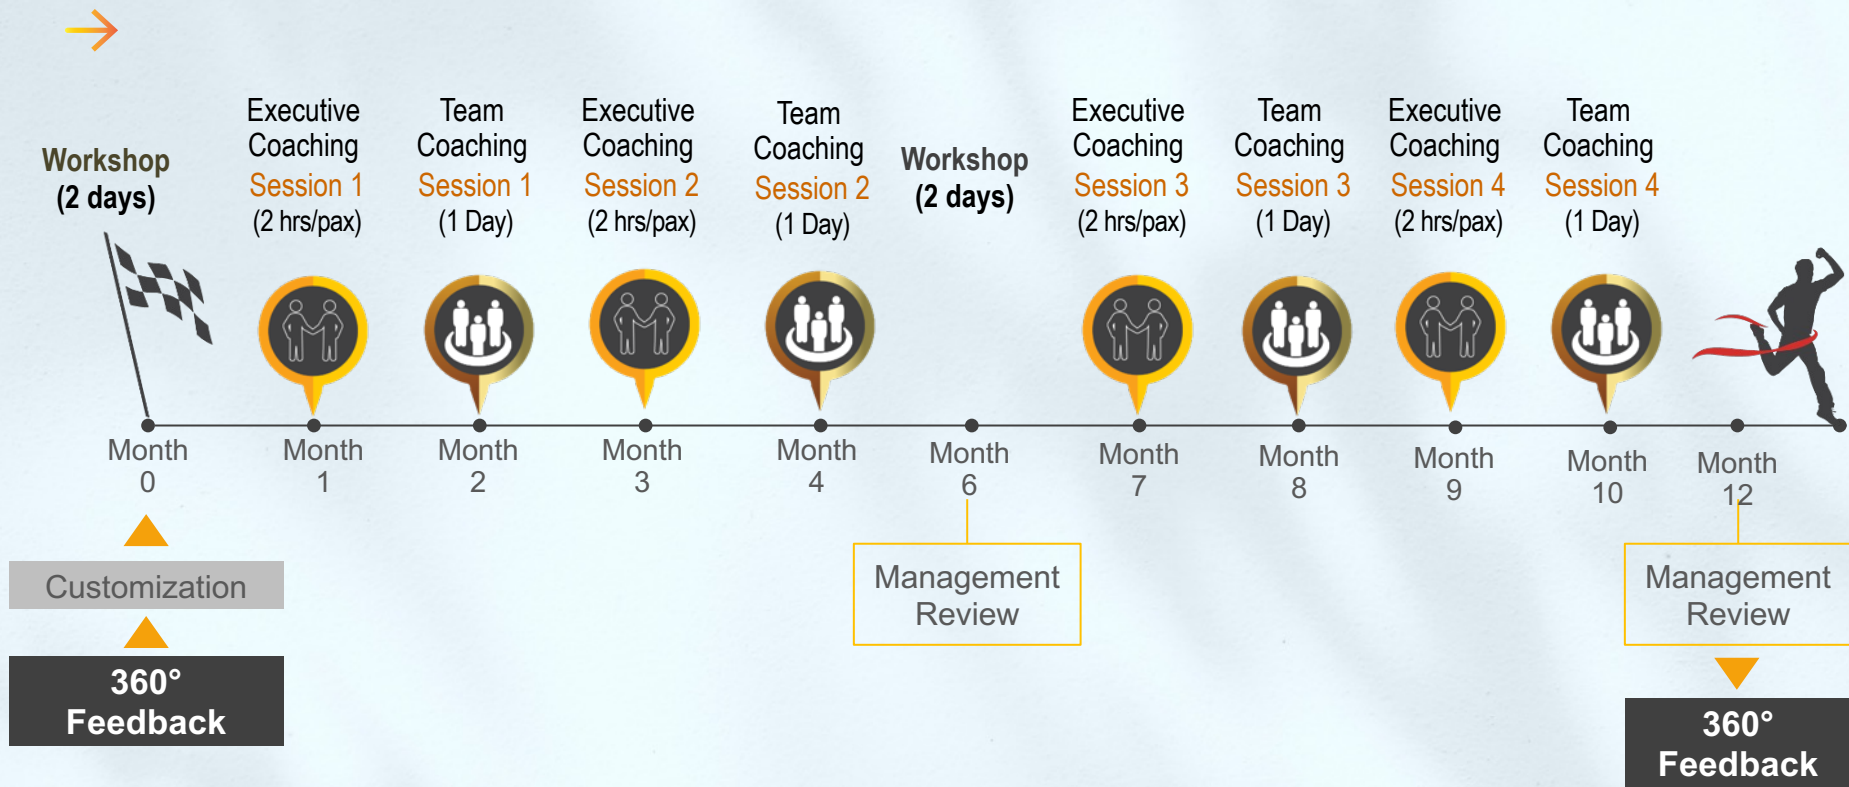 Workshop
(2 days)
Executive
Coaching
Session 1
(2 hrs/pax)
Team
Coaching
Session 1
(1 Day)
Executive
Coaching
Session 2
(2 hrs/pax)
Team
Coaching
Session 2
(1 Day)
Workshop
(2 days)
Executive
Coaching
Session 3
(2 hrs/pax)
Team
Coaching
Session 3
(1 Day)
Executive
Coaching
Session 4
(2 hrs/pax)
Team
Coaching
Session 4
(1 Day)
Month
0
Month
1
Month
2
Month
3
Month
4
Month
6
Month
7
Month
8
Month
9
Month
10
Month
12
Customization
360°
Feedback
Management
Review
Management
Review
360°
Feedback